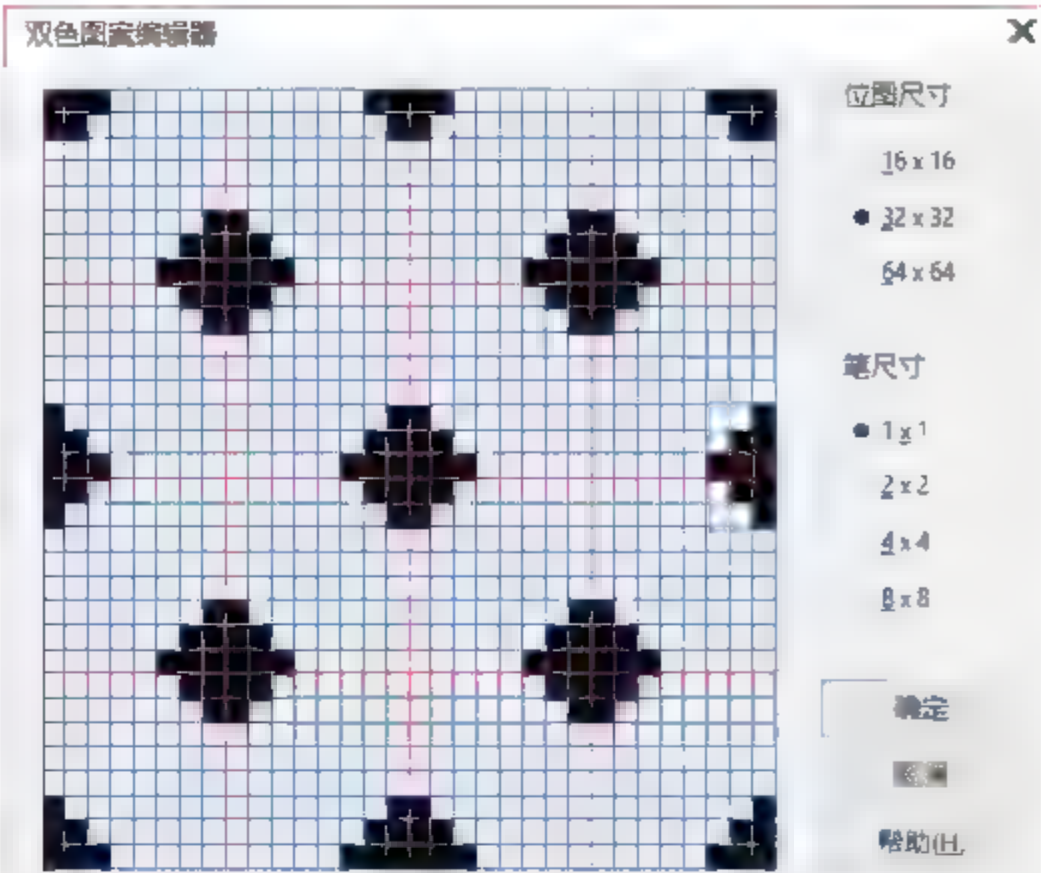 双色图案编辑器
位图尺寸
16 x 16
32 x 32
64 x 64
笔尺寸
1 x 1
2 x 2
4 x 4
8 x 8
确定
帮助(H